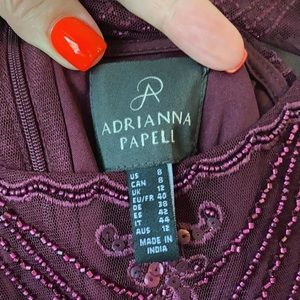 ADRIANNA
PAPELL
US 8
CAN 8
UK 12
EU/FR 40
DE 38
ES 42
IT 44
AUS 12
MADE IN
INDIA